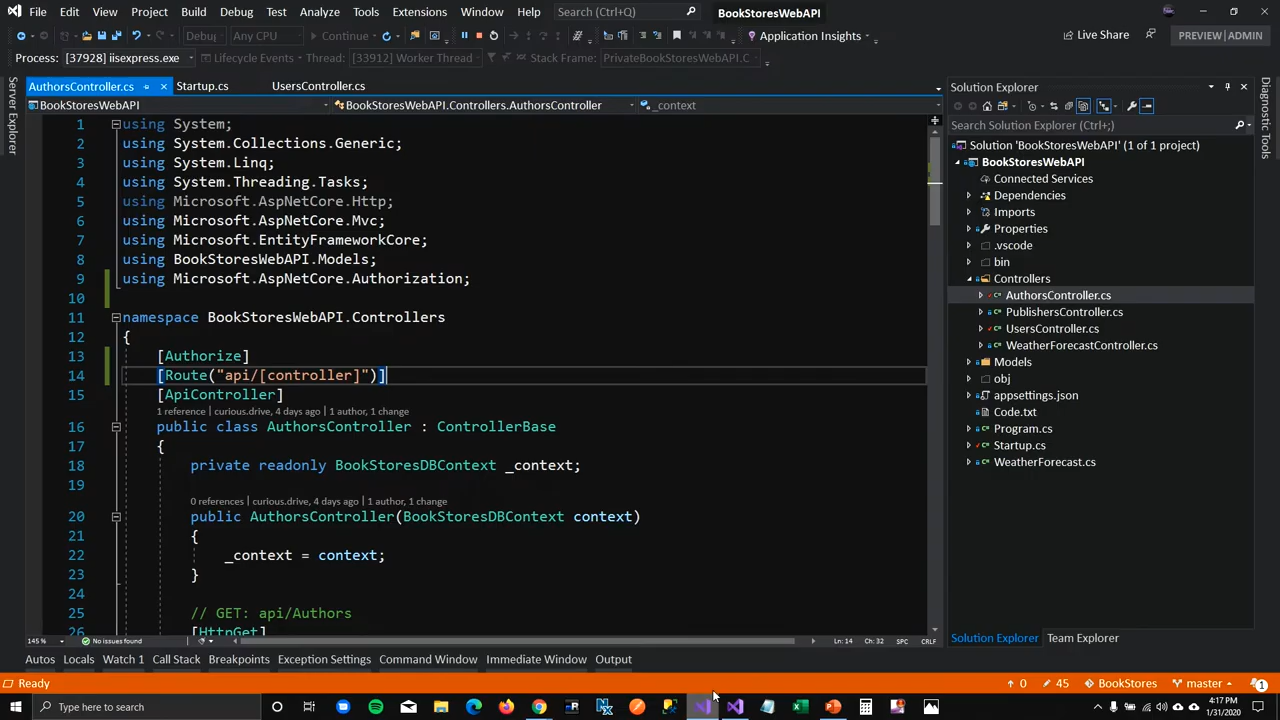 File Edit View Project Build Debug Test Analyze Tools Extensions Window Help Search (Ctrl+Q) BookStoresWebAPI
Debug Any CPU Continue Application Insights Live Share PREVIEW | ADMIN
Process: [37928] iisexpress.exe Lifecycle Events Thread: [33912] Worker Thread Stack Frame: PrivateBookStoresWebAPI.C
AuthorsController.cs Startup.cs UsersController.cs
BookStoresWebAPI BookStoresWebAPI.Controllers.AuthorsController _context
Server Explorer
1 using System;
2 using System.Collections.Generic;
3 using System.Linq;
4 using System.Threading.Tasks;
5 using Microsoft.AspNetCore.Http;
6 using Microsoft.AspNetCore.Mvc;
7 using Microsoft.EntityFrameworkCore;
8 using BookStoresWebAPI.Models;
9 using Microsoft.AspNetCore.Authorization;
10
11 namespace BookStoresWebAPI.Controllers
12 {
13 [Authorize]
14 [Route("api/[controller]")]
15 [ApiController]
1 reference | curious.drive, 4 days ago | 1 author, 1 change
16 public class AuthorsController : ControllerBase
17 {
18 private readonly BookStoresDBContext _context;
19
0 references | curious.drive, 4 days ago | 1 author, 1 change
20 public AuthorsController(BookStoresDBContext context)
21 {
22 _context = context;
23 }
24
25 // GET: api/Authors
26 [HttpGet]
145 % No issues found Ln: 14 Ch: 32 SPC CRLF
Solution Explorer
Search Solution Explorer (Ctrl+;)
Solution 'BookStoresWebAPI' (1 of 1 project)
BookStoresWebAPI
Connected Services
Dependencies
Imports
Properties
.vscode
bin
Controllers
AuthorsController.cs
PublishersController.cs
UsersController.cs
WeatherForecastController.cs
Models
obj
appsettings.json
Code.txt
Program.cs
Startup.cs
WeatherForecast.cs
Solution Explorer Team Explorer
Diagnostic Tools
Autos Locals Watch 1 Call Stack Breakpoints Exception Settings Command Window Immediate Window Output
Ready 0 45 BookStores master 1
Type here to search
4:17 PM
1/31/2020